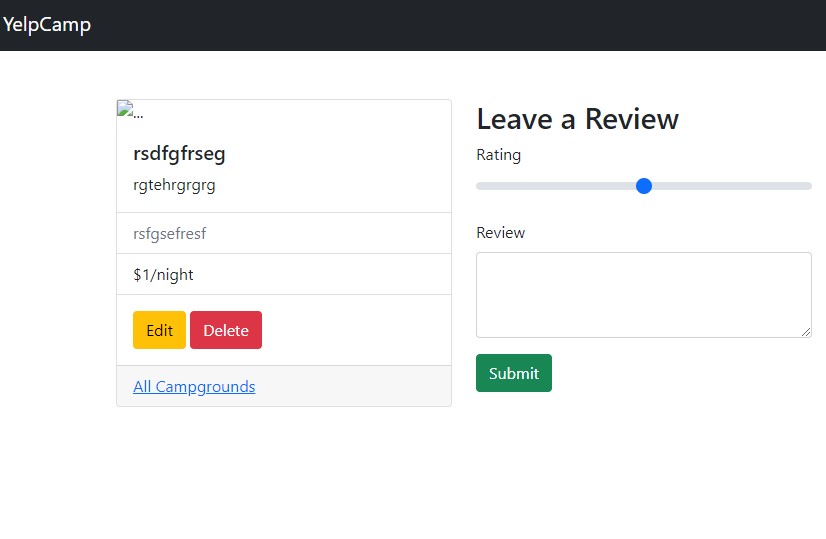 YelpCamp
...
rsdfgfrseg
rgtehrgrgrg
rsfgsefresf
$1/night
Edit Delete
All Campgrounds
Leave a Review
Rating
Review
Submit